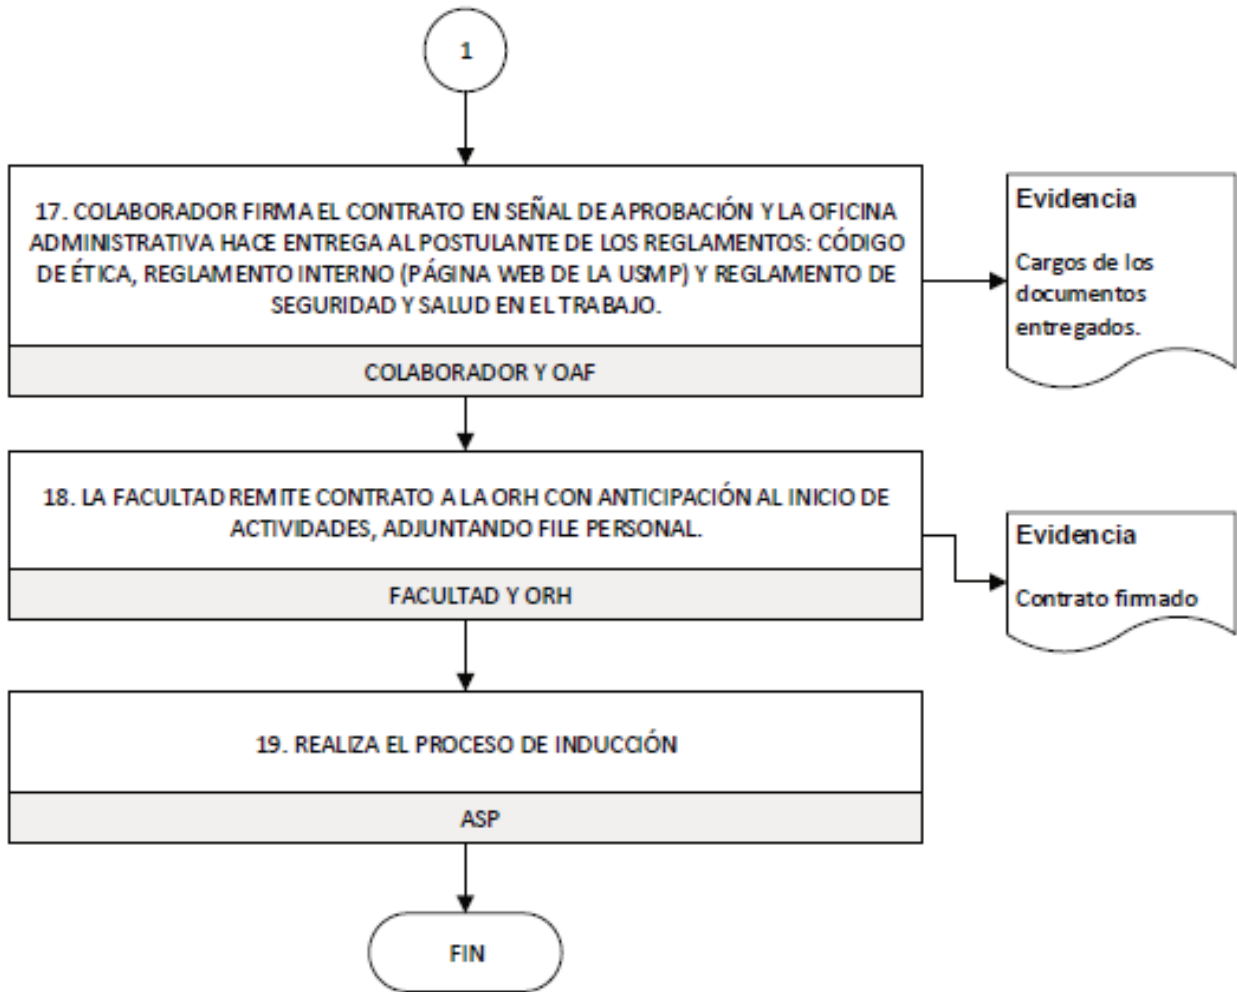 1
17. COLABORADOR FIRMA EL CONTRATO EN SEÑAL DE APROBACIÓN Y LA OFICINA
ADMINISTRATIVA HACE ENTREGA AL POSTULANTE DE LOS REGLAMENTOS: CÓDIGO
DE ÉTICA, REGLAMENTO INTERNO (PÁGINA WEB DE LA USMP) Y REGLAMENTO DE
SEGURIDAD Y SALUD EN EL TRABAJO.
COLABORADOR Y OAF
Evidencia
Cargos de los
documentos
entregados.
18. LA FACULTAD REMITE CONTRATO A LA ORH CON ANTICIPACIÓN AL INICIO DE
ACTIVIDADES, ADJUNTANDO FILE PERSONAL.
FACULTAD Y ORH
Evidencia
Contrato firmado
19. REALIZA EL PROCESO DE INDUCCIÓN
ASP
FIN